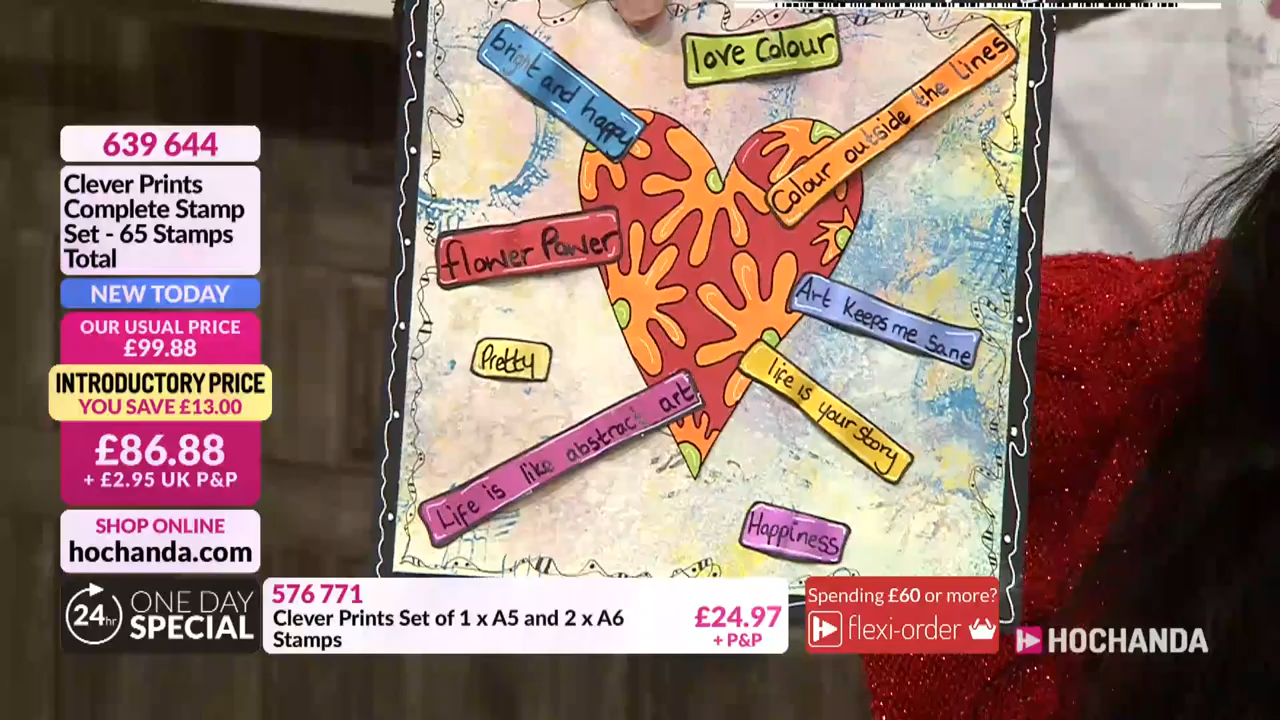 639 644
Clever Prints
Complete Stamp
Set - 65 Stamps
Total
NEW TODAY
OUR USUAL PRICE
£99.88
INTRODUCTORY PRICE
YOU SAVE £13.00
£86.88
+ £2.95 UK P&P
SHOP ONLINE
hochanda.com
24hr
ONE DAY
SPECIAL
576 771
Clever Prints Set of 1 x A5 and 2 x A6
Stamps
£24.97
+ P&P
Spending £60 or more?
flexi-order
HOCHANDA
bright and happy
love Colour
Colour outside the Lines
flower Power
Art keeps me sane
Pretty
life is your story
Life is like abstract art
Happiness